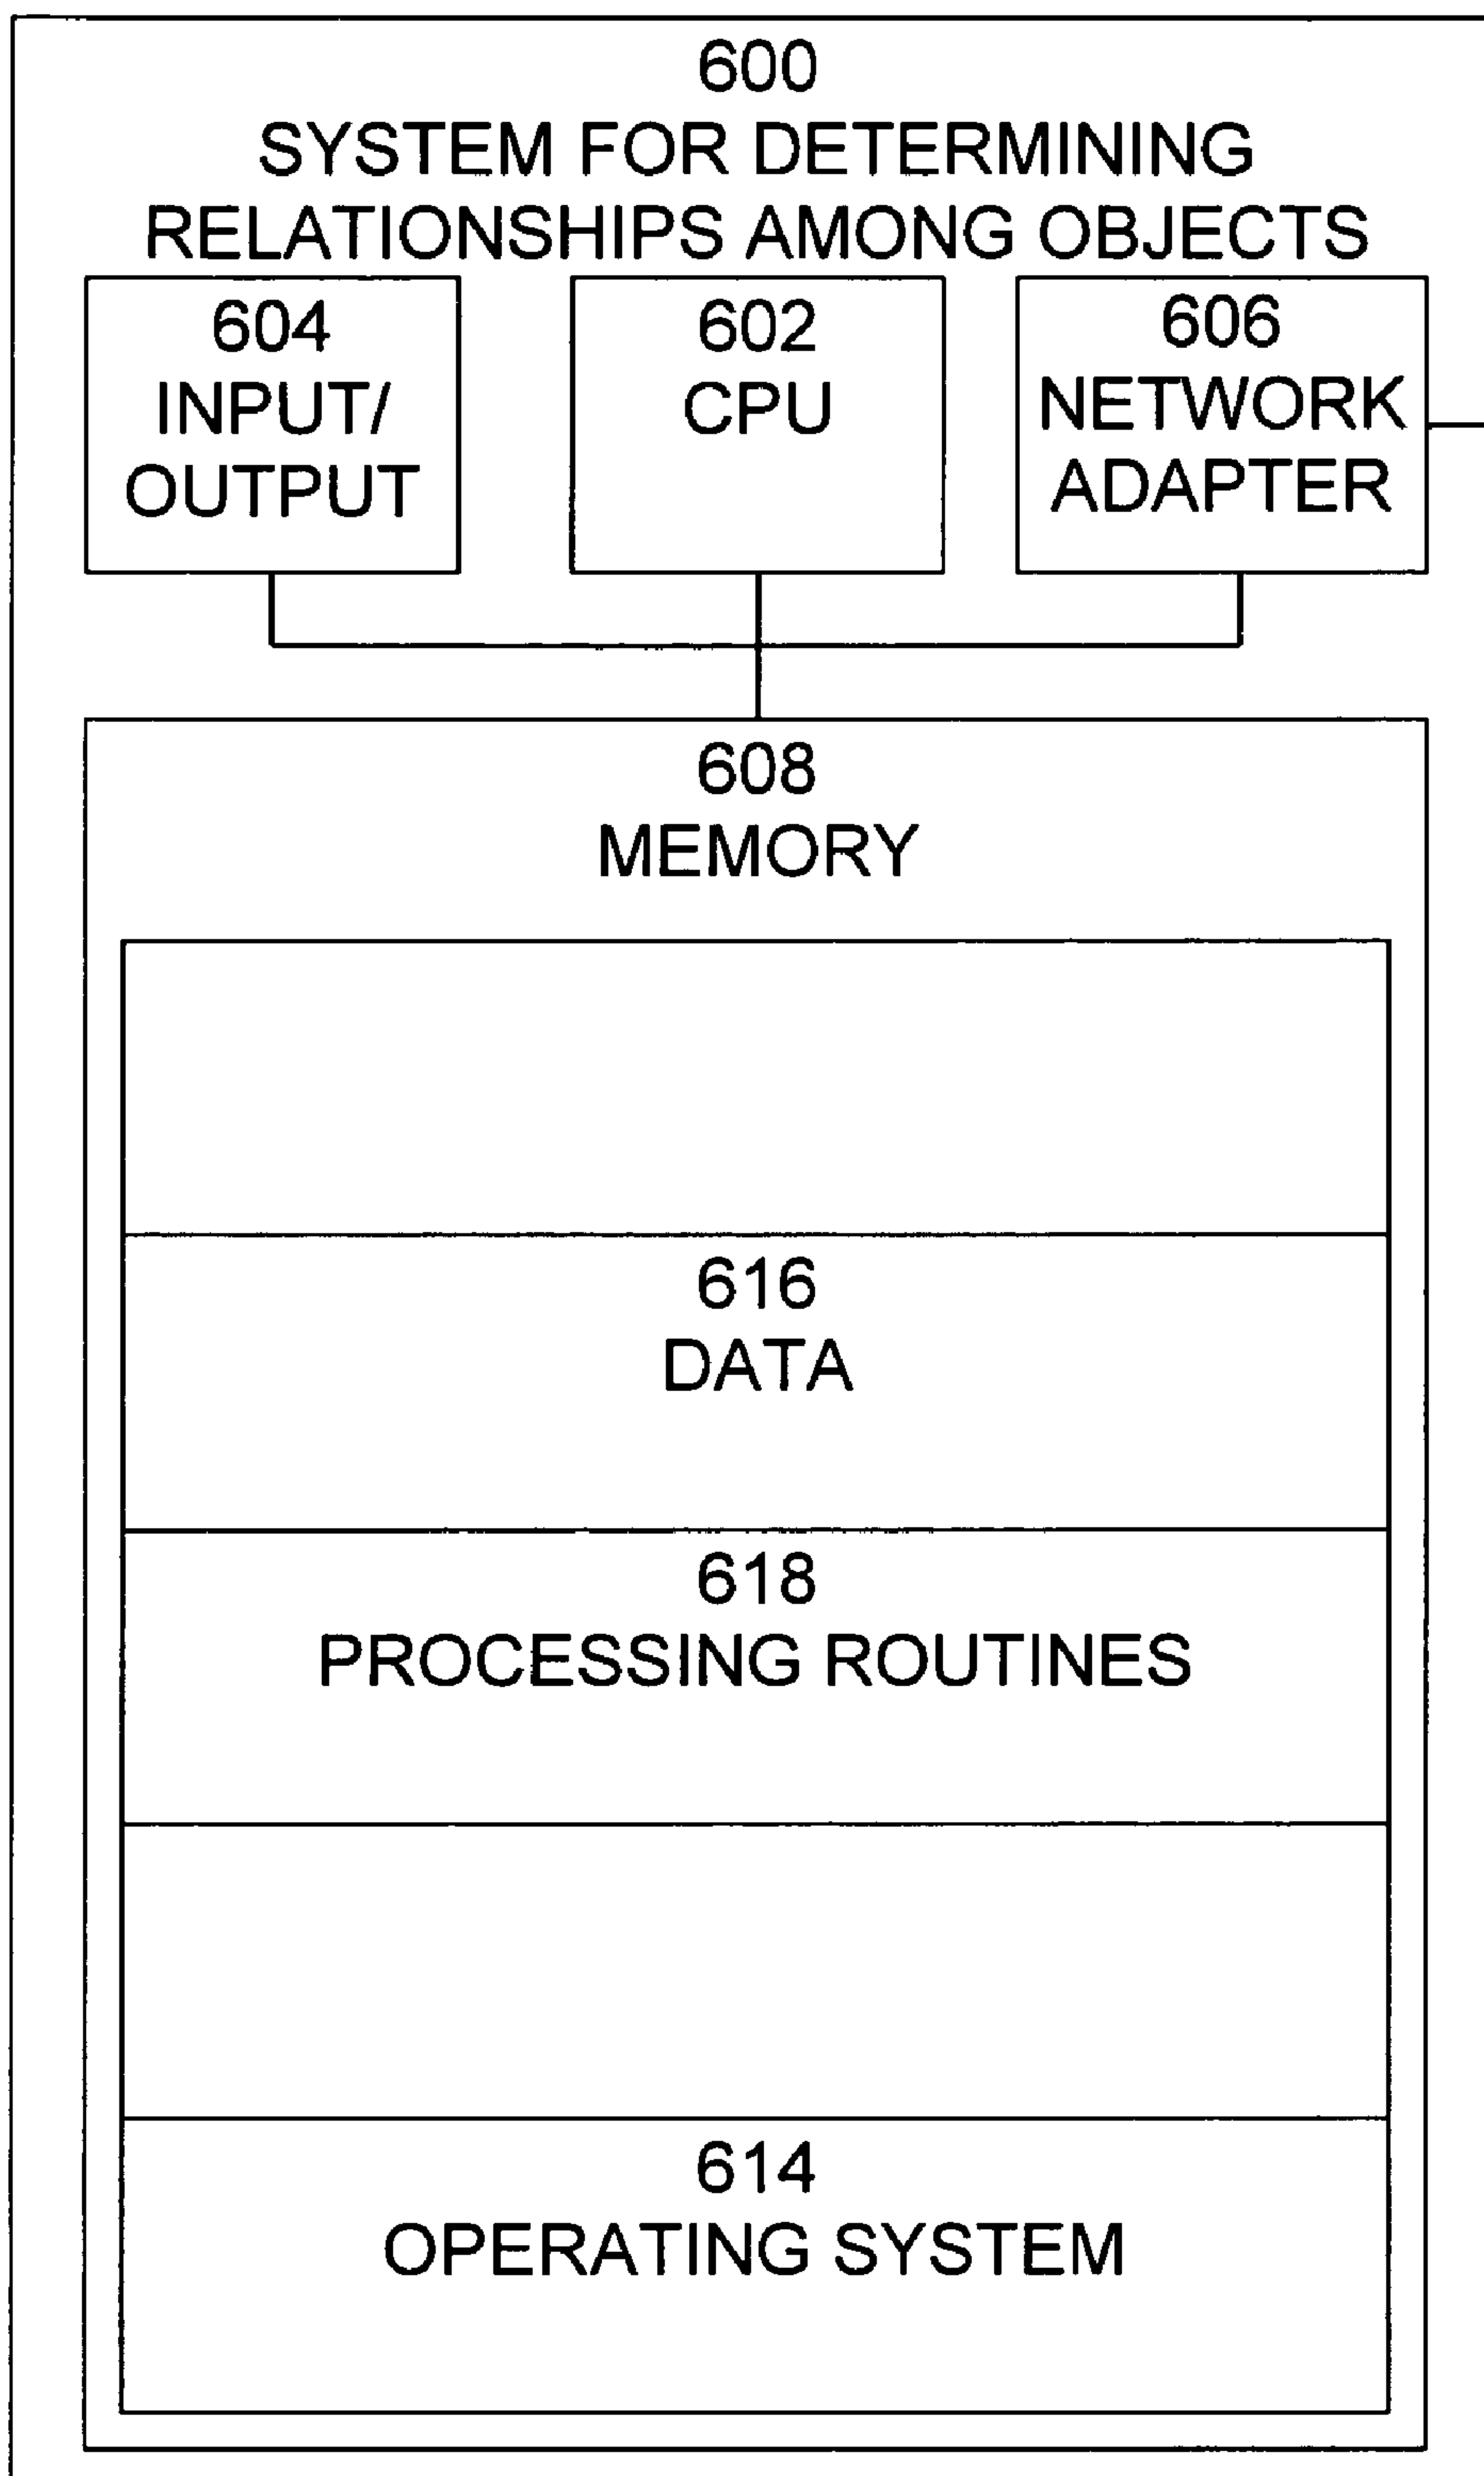 600
SYSTEM FOR DETERMINING
RELATIONSHIPS AMONG OBJECTS
604
INPUT/
OUTPUT
602
CPU
606
NETWORK
ADAPTER
608
MEMORY
616
DATA
618
PROCESSING ROUTINES
614
OPERATING SYSTEM